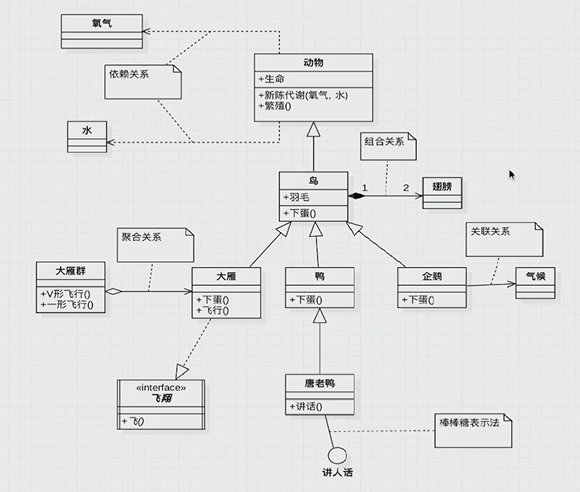 氧气
动物
+生命
+新陈代谢(氧气, 水)
+繁殖()
依赖关系
水
组合关系
鸟
+羽毛
+下蛋()
1
2
翅膀
聚合关系
关联关系
大雁群
+V形飞行()
+一形飞行()
大雁
+下蛋()
+飞行()
鸭
+下蛋()
企鹅
+下蛋()
气候
«interface»
飞翔
+飞()
唐老鸭
+讲话()
棒棒糖表示法
讲人话